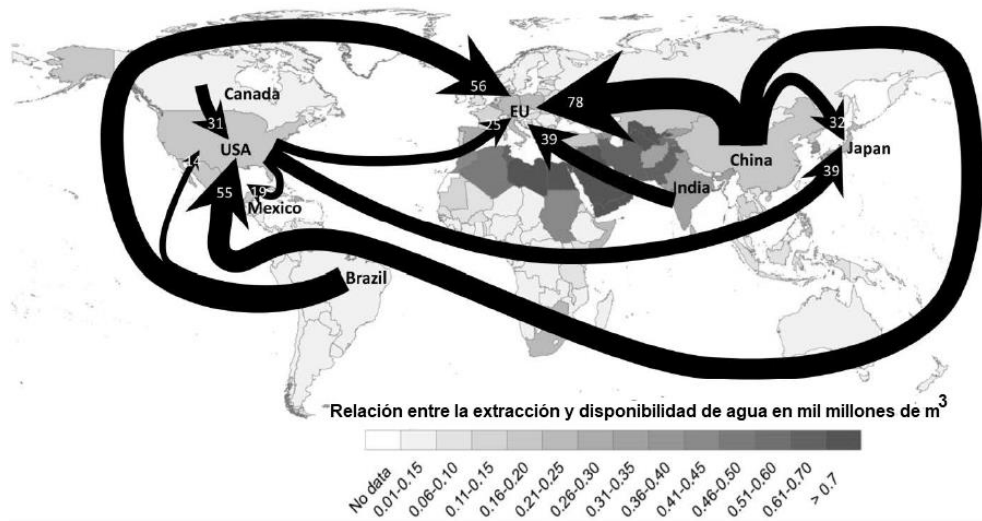 56
Canada
31
USA
14
55
19
Mexico
Brazil
EU
25
78
39
India
China
32
Japan
39
Relación entre la extracción y disponibilidad de agua en mil millones de m³
No data
0.01-0.15
0.06-0.10
0.11-0.15
0.16-0.20
0.21-0.25
0.26-0.30
0.31-0.35
0.36-0.40
0.41-0.45
0.46-0.50
0.51-0.60
0.61-0.70
> 0.7